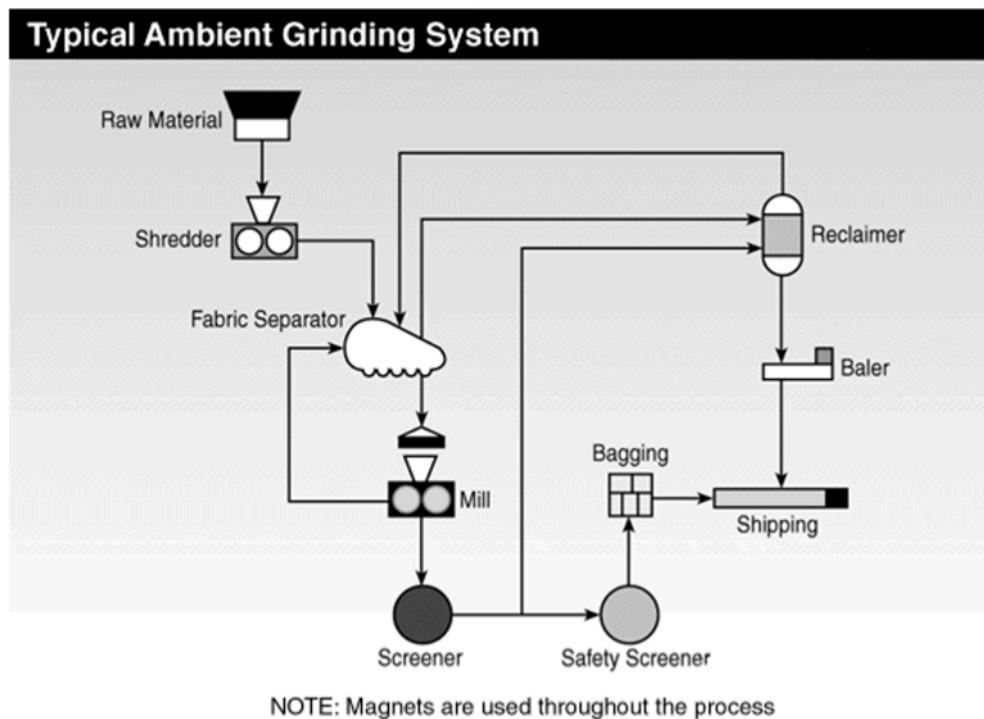 Typical Ambient Grinding System
Raw Material
Shredder
Reclaimer
Fabric Separator
Baler
Bagging
Mill
Shipping
Screener
Safety Screener
NOTE: Magnets are used throughout the process